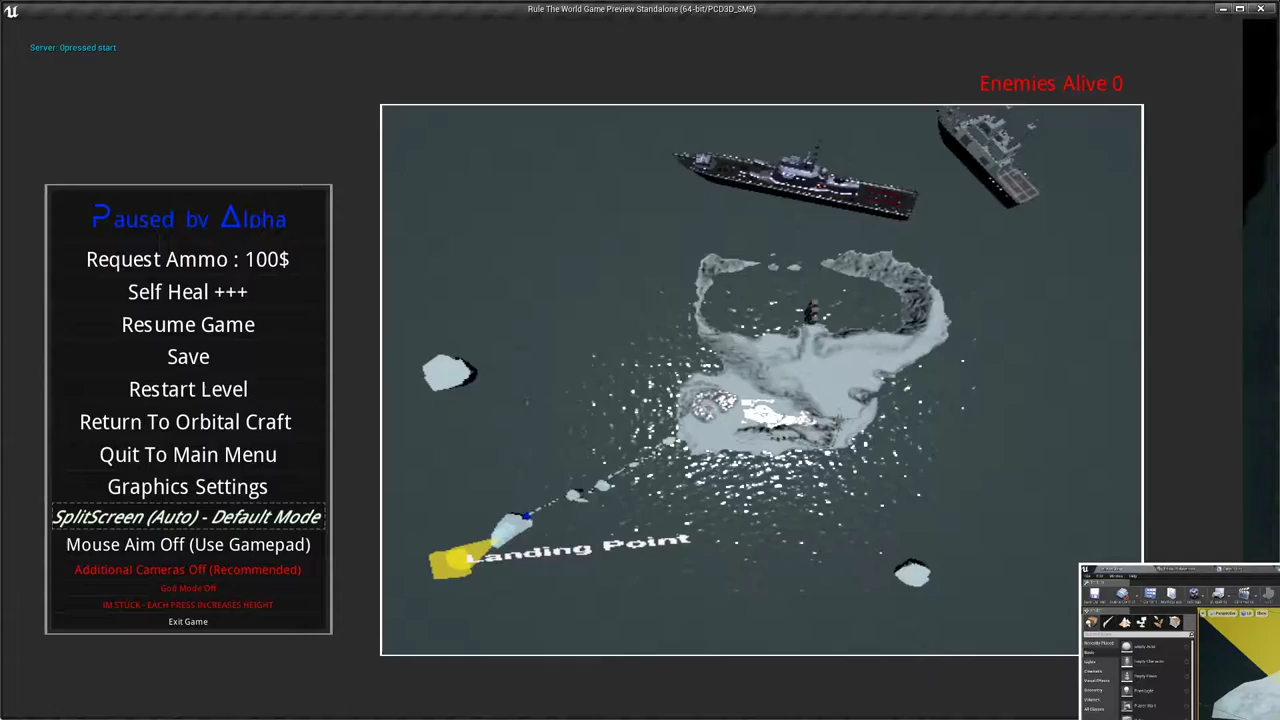 Rule The World Game Preview Standalone (64-bit/PCD3D_SM5)
Server: 0pressed start
Enemies Alive 0
Paused by Alpha
Request Ammo : 100$
Self Heal +++
Resume Game
Save
Restart Level
Return To Orbital Craft
Quit To Main Menu
Graphics Settings
SplitScreen (Auto) - Default Mode
Mouse Aim Off (Use Gamepad)
Additional Cameras Off (Recommended)
God Mode Off
IM STUCK - EACH PRESS INCREASES HEIGHT
Exit Game
Landing Point